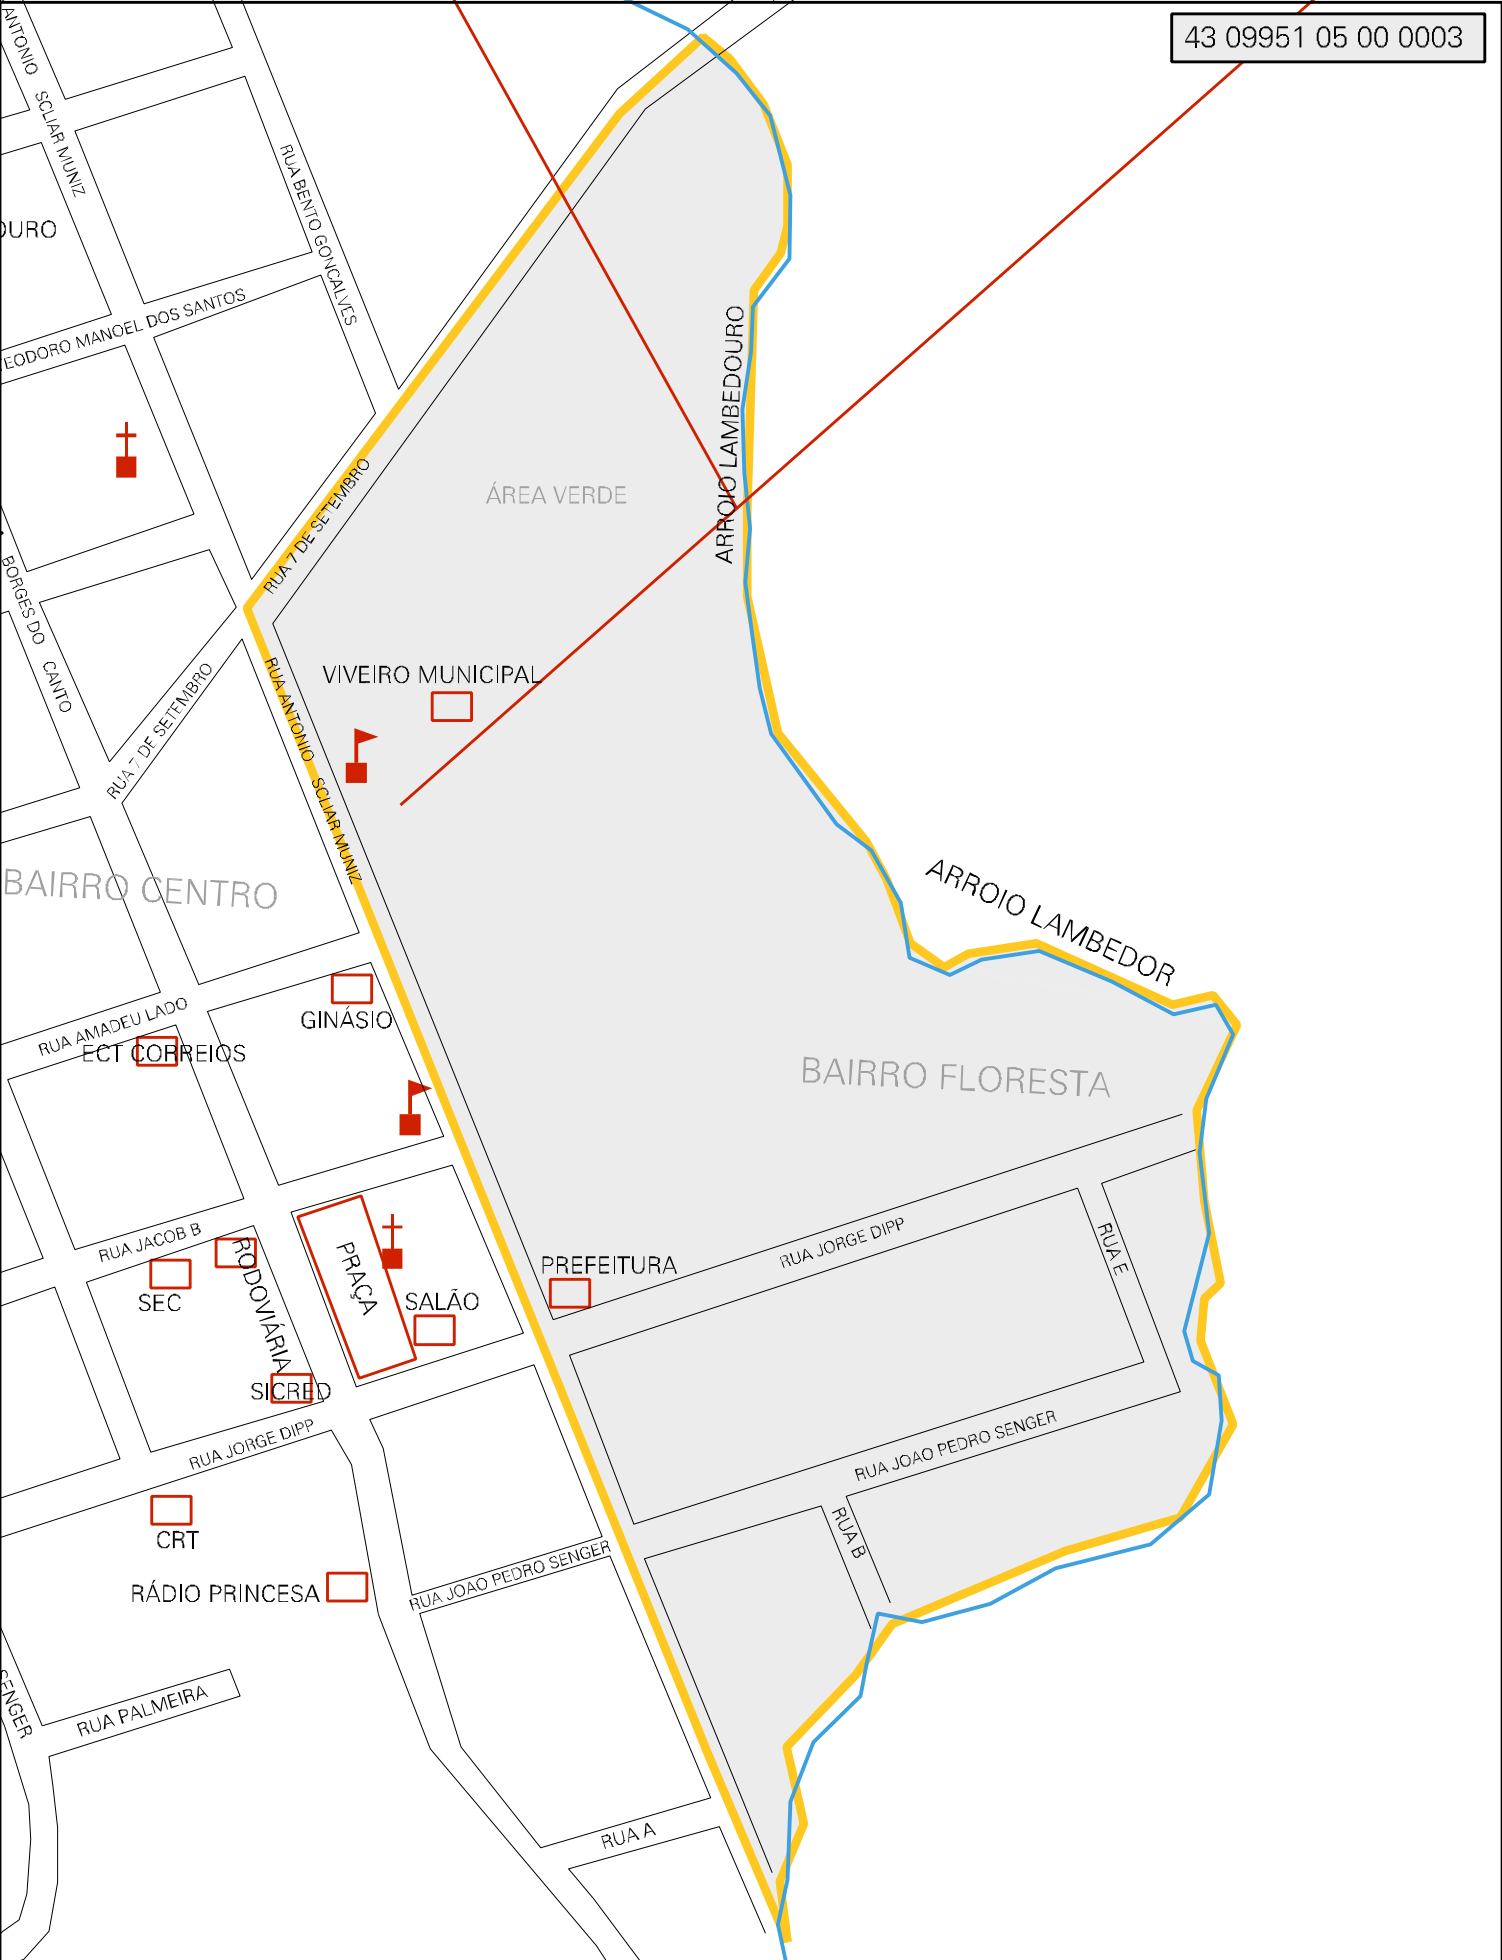 43 09951 05 00 0003
ANTONIO SCLIAR MUNIZ
RUA BENTO GONCALVES
OURO
TEODORO MANOEL DOS SANTOS
ARROIO LAMBEDOURO
RUA 7 DE SETEMBRO
ÁREA VERDE
BORGES DO CANTO
RUA 7 DE SETEMBRO
RUA ANTONIO SCLIAR MUNIZ
VIVEIRO MUNICIPAL
BAIRRO CENTRO
ARROIO LAMBEDOR
RUA AMADEU LADO
GINÁSIO
ECT CORREIOS
BAIRRO FLORESTA
RUA JACOB B
RODOVIÁRIA
PRAÇA
PREFEITURA
RUA JORGE DIPP
RUA E
SEC
SALÃO
SICRED
RUA JORGE DIPP
RUA JOAO PEDRO SENGER
CRT
RUA B
RÁDIO PRINCESA
RUA JOAO PEDRO SENGER
SENGER
RUA PALMEIRA
RUA A